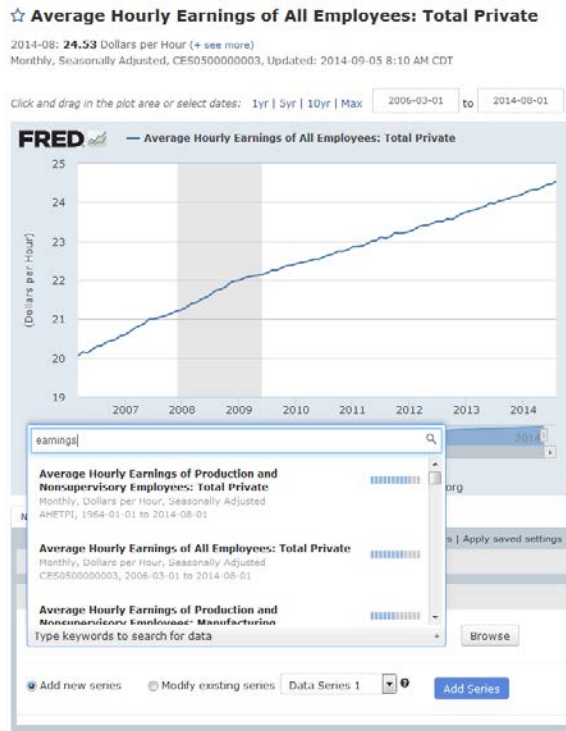 ☆ Average Hourly Earnings of All Employees: Total Private
2014-08: 24.53 Dollars per Hour (+ see more)
Monthly, Seasonally Adjusted, CES0500000003, Updated: 2014-09-05 8:10 AM CDT
Click and drag in the plot area or select dates: 1yr | 5yr | 10yr | Max 2006-03-01 to 2014-08-01
FRED — Average Hourly Earnings of All Employees: Total Private
(Dollars per Hour)
25
24
23
22
21
20
19
2007 2008 2009 2010 2011 2012 2013 2014
earnings
2014
Average Hourly Earnings of Production and
Nonsupervisory Employees: Total Private
Monthly, Dollars per Hour, Seasonally Adjusted
AHETPI, 1964-01-01 to 2014-08-01
org
Average Hourly Earnings of All Employees: Total Private
Monthly, Dollars per Hour, Seasonally Adjusted
CES0500000003, 2006-03-01 to 2014-08-01
s | Apply saved settings
Average Hourly Earnings of Production and
Nonsupervisory Employees: Manufacturing
Type keywords to search for data
Browse
Add new series Modify existing series Data Series 1 Add Series